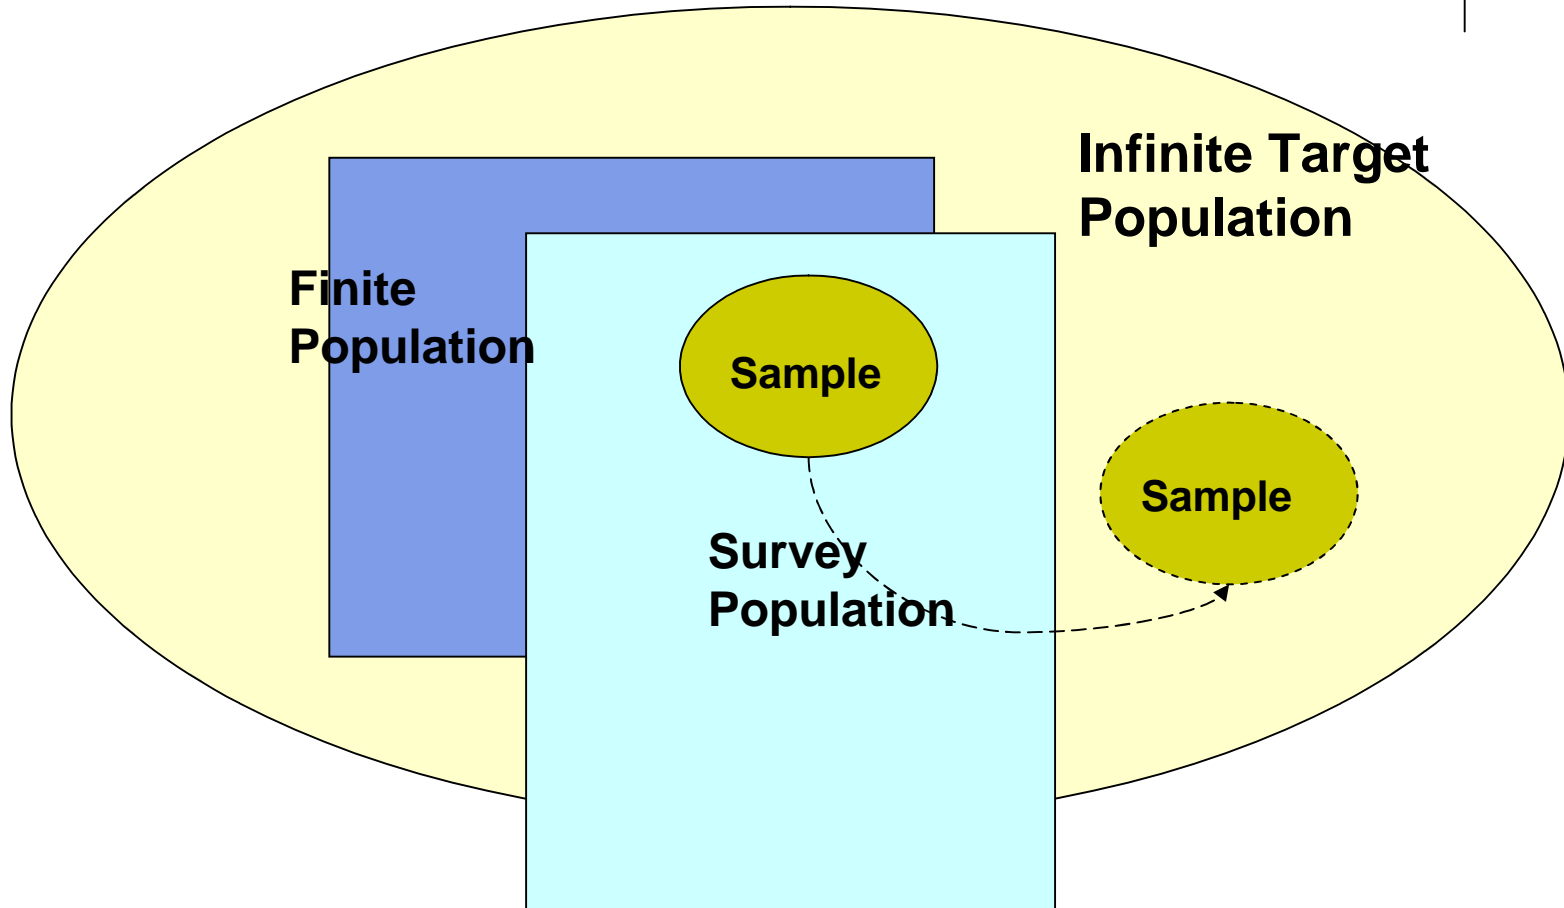 Infinite Target
Population
Finite
Population
Sample
Sample
Survey
Population